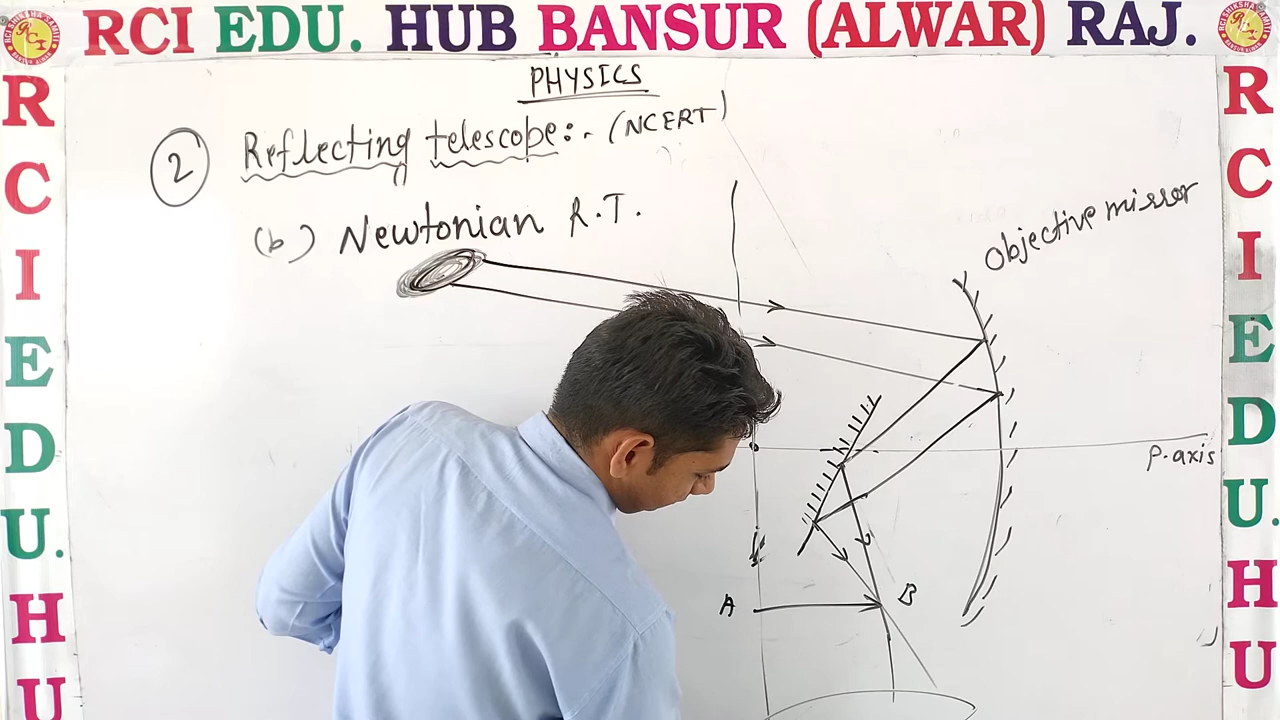 RCI EDU. HUB BANSUR (ALWAR) RAJ.
PHYSICS
2 Reflecting telescope:- (NCERT)
(b) Newtonian R.T.
Objective mirror
P.axis
A
B
R
C
I
E
D
U.
H
U
R
C
I
E
D
U.
H
U